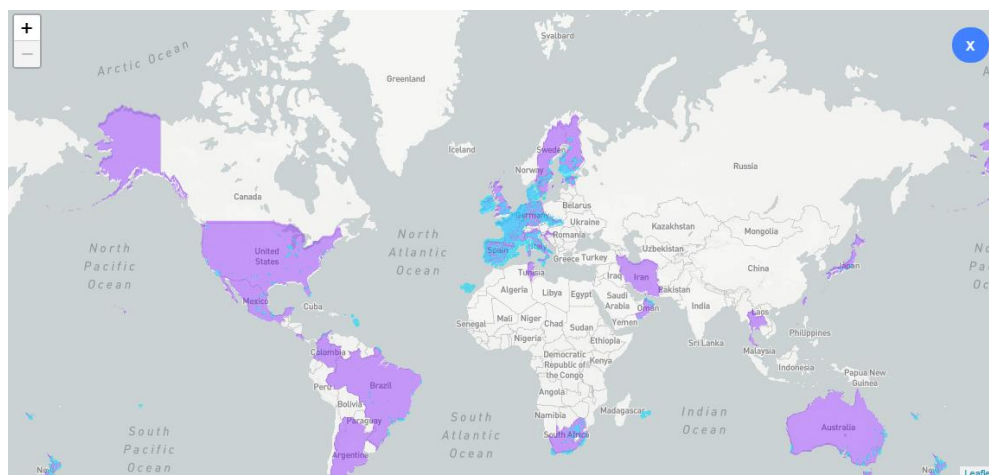 +
−
x
Arctic Ocean
Svalbard
Greenland
Iceland
Sweden
Norway
Russia
Canada
Belarus
Germany
Ukraine
Kazakhstan
Mongolia
Romania
Uzbekistan
North
Pacific
Ocean
United
States
North
Atlantic
Ocean
Spain
Italy
Greece
Turkey
China
Japan
Tunisia
Iraq
Iran
Algeria
Libya
Egypt
Pakistan
Saudi
Arabia
Oman
India
Laos
Mexico
Cuba
Mali
Niger
Chad
Sudan
Yemen
Senegal
Philippines
Nigeria
Ethiopia
Sri Lanka
Malaysia
Colombia
Democratic
Republic of
the Congo
Kenya
Indonesia
Papua New
Guinea
Peru
Brazil
Angola
Bolivia
Namibia
Madagascar
Indian
Ocean
South
Pacific
Ocean
Paraguay
South
Atlantic
Ocean
South Africa
Australia
Argentina